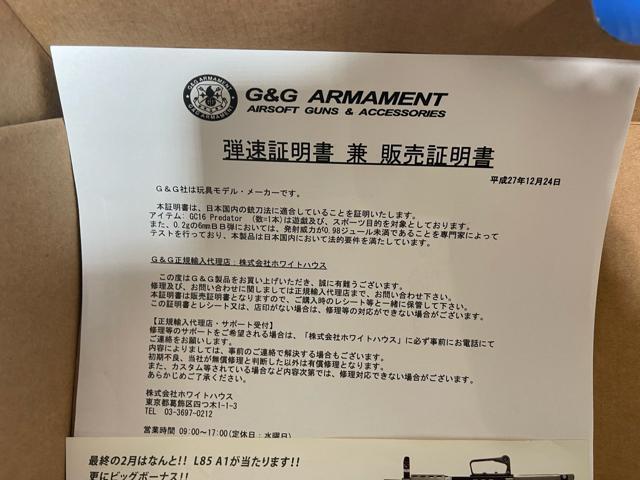 G&G ARMAMENT
G&G ARMAMENT
G&G ARMAMENT
AIRSOFT GUNS & ACCESSORIES
弾速証明書 兼 販売証明書
平成27年12月24日
G&G社は玩具モデル・メーカーです。
本証明書は、日本国内の銃刀法に適合していることを証明いたします。
アイテム: GC16 Predator (数=1本)は遊戯及び、スポーツ目的を対象としております。
また、0.2gの6mmBB弾においては、発射威力が0.98ジュール未満であることを専門家によって
テストを行っており、本製品は日本国内において法的要件を満たしています。
G&G正規輸入代理店:株式会社ホワイトハウス
この度はG&G製品をお買い上げいただき、誠に有難うございます。
修理及び、お問い合わせに関しましては正規輸入代理店まで、お問い合わせ下さい。
本証明書は販売証明書となりますので、ご購入時のレシート等と一緒に保管して下さい。
この証明書とレシート又は、店印がない場合は、修理等の対応ができない場合がございます。
【正規輸入代理店・サポート受付】
修理等のサポートをご希望される場合は、「株式会社ホワイトハウス」に必ず事前にお電話にて
ご連絡をお願いします。
内容によりましては、事前のご連絡で解決する場合もございます。
初期不良、当社が無償修理と判断した以外は有償修理となります。
また、カスタム等されている場合など内容次第では、修理対応できない場合がございます。
あらかじめご了承ください。
株式会社ホワイトハウス
東京都葛飾区四つ木1-1-3
TEL 03-3697-0212
営業時間 09:00~17:00(定休日:水曜日)
最終の2月はなんと!! L85 A1が当たります!!
更にビッグボーナス!!